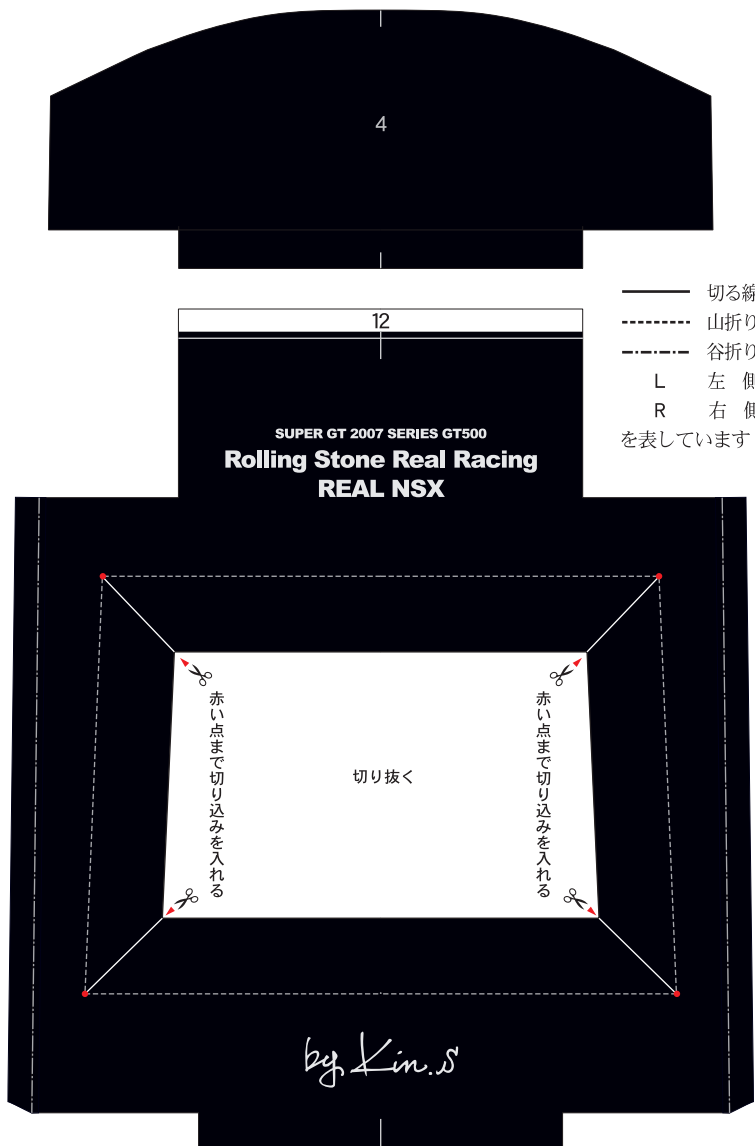 4
12
切る線
山折り
谷折り
L 左 側
R 右 側
を表しています
SUPER GT 2007 SERIES GT500
Rolling Stone Real Racing
REAL NSX
赤い点まで切り込みを入れる
切り抜く
赤い点まで切り込みを入れる
by Kin.S